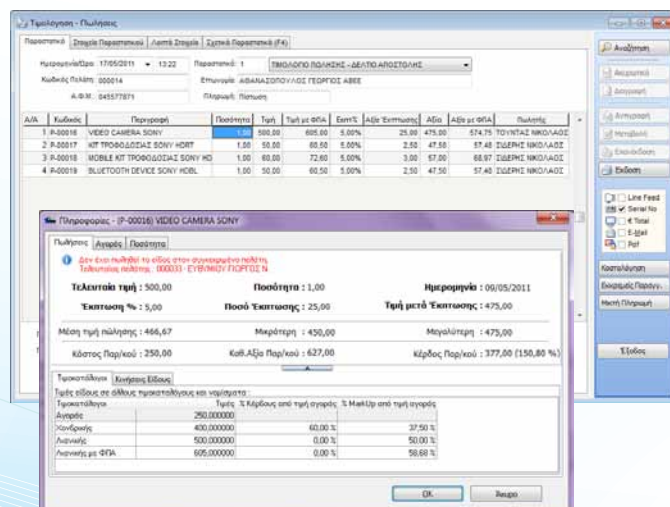 Τιμολόγηση - Πωλήσεις
Παραστατικό Στοιχεία Παραστατικού Λοιπά Στοιχεία Σχετικά Παραστατικά (F4)
Ημερομηνία/Ώρα 17/05/2011 13:22 Παραστατικό: 1 ΤΙΜΟΛΟΓΙΟ ΠΩΛΗΣΗΣ - ΔΕΛΤΙΟ ΑΠΟΣΤΟΛΗΣ
Κωδικός Πελάτη: 000014 Επωνυμία: ΑΘΑΝΑΣΟΠΟΥΛΟΣ ΓΕΩΡΓΙΟΣ ΑΒΕΕ
Α.Φ.Μ.: 045577871 Πληρωμή: Πίστωση
Α/Α Κωδικός Περιγραφή Ποσότητα Τιμή Τιμή με ΦΠΑ Εκπτ% Αξία Έκπτωσης Αξία Αξία με ΦΠΑ Πωλητής
1 P-00016 VIDEO CAMERA SONY 1,00 500,00 605,00 5,00% 25,00 475,00 574,75 ΤΟΥΝΤΑΣ ΝΙΚΟΛΑΟΣ
2 P-00017 ΚΙΤ ΤΡΟΦΟΔΟΣΙΑΣ SONY HDRT 1,00 50,00 60,50 5,00% 2,50 47,50 57,48 ΣΙΔΕΡΗΣ ΝΙΚΟΛΑΟΣ
3 P-00018 MOBILE ΚΙΤ ΤΡΟΦΟΔΟΣΙΑΣ SONY HD 1,00 60,00 72,60 5,00% 3,00 57,00 68,97 ΣΙΔΕΡΗΣ ΝΙΚΟΛΑΟΣ
4 P-00019 BLUETOOTH DEVICE SONY HDBL 1,00 50,00 60,50 5,00% 2,50 47,50 57,48 ΣΙΔΕΡΗΣ ΝΙΚΟΛΑΟΣ
Αναζήτηση
Ακυρωτικό
Διαγραφή
Αντιγραφή
Μεταβολή
Επανέκδοση
Έκδοση
Line Feed
Serial No
€ Total
E-Mail
Pdf
Κοστολόγηση
Εκκρεμείς Παραγγ.
Μικτή Πληρωμή
Έξοδος
Πληροφορίες - (P-00016) VIDEO CAMERA SONY
Πωλήσεις Αγορές Ποσότητα
Δεν έχει πωληθεί το είδος στον συγκεκριμένο πελάτη.
Τελευταίος πελάτης : 000033 - ΕΥΘΥΜΙΟΥ ΓΙΩΡΓΟΣ Ν
Τελευταία τιμή : 500,00 Ποσότητα : 1,00 Ημερομηνία : 09/05/2011
Έκπτωση % : 5,00 Ποσό Έκπτωσης : 25,00 Τιμή μετά Έκπτωσης : 475,00
Μέση τιμή πώλησης : 466,67 Μικρότερη : 450,00 Μεγαλύτερη : 475,00
Κόστος Παρ/κού : 250,00 Καθ.Αξία Παρ/κού : 627,00 Κέρδος Παρ/κού : 377,00 (150,80 %)
Τιμοκατάλογοι Κινήσεις Είδους
Τιμές είδους σε άλλους τιμοκαταλόγους και νομίσματα :
Τιμοκατάλογοι Τιμές % Κέρδους από τιμή αγοράς % MarkUp από τιμή αγοράς
Αγοράς 250,000000
Χονδρικής 400,000000 60,00 % 37,50 %
Λιανικής 500,000000 0,00 % 50,00 %
Λιανικής με ΦΠΑ 605,000000 0,00 % 58,68 %
OK Άκυρο